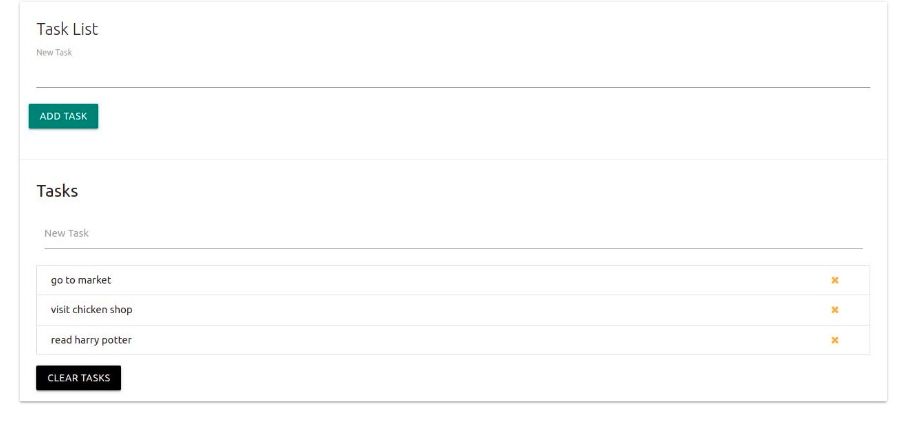 Task List
New Task
ADD TASK
Tasks
New Task
go to market
visit chicken shop
read harry potter
CLEAR TASKS